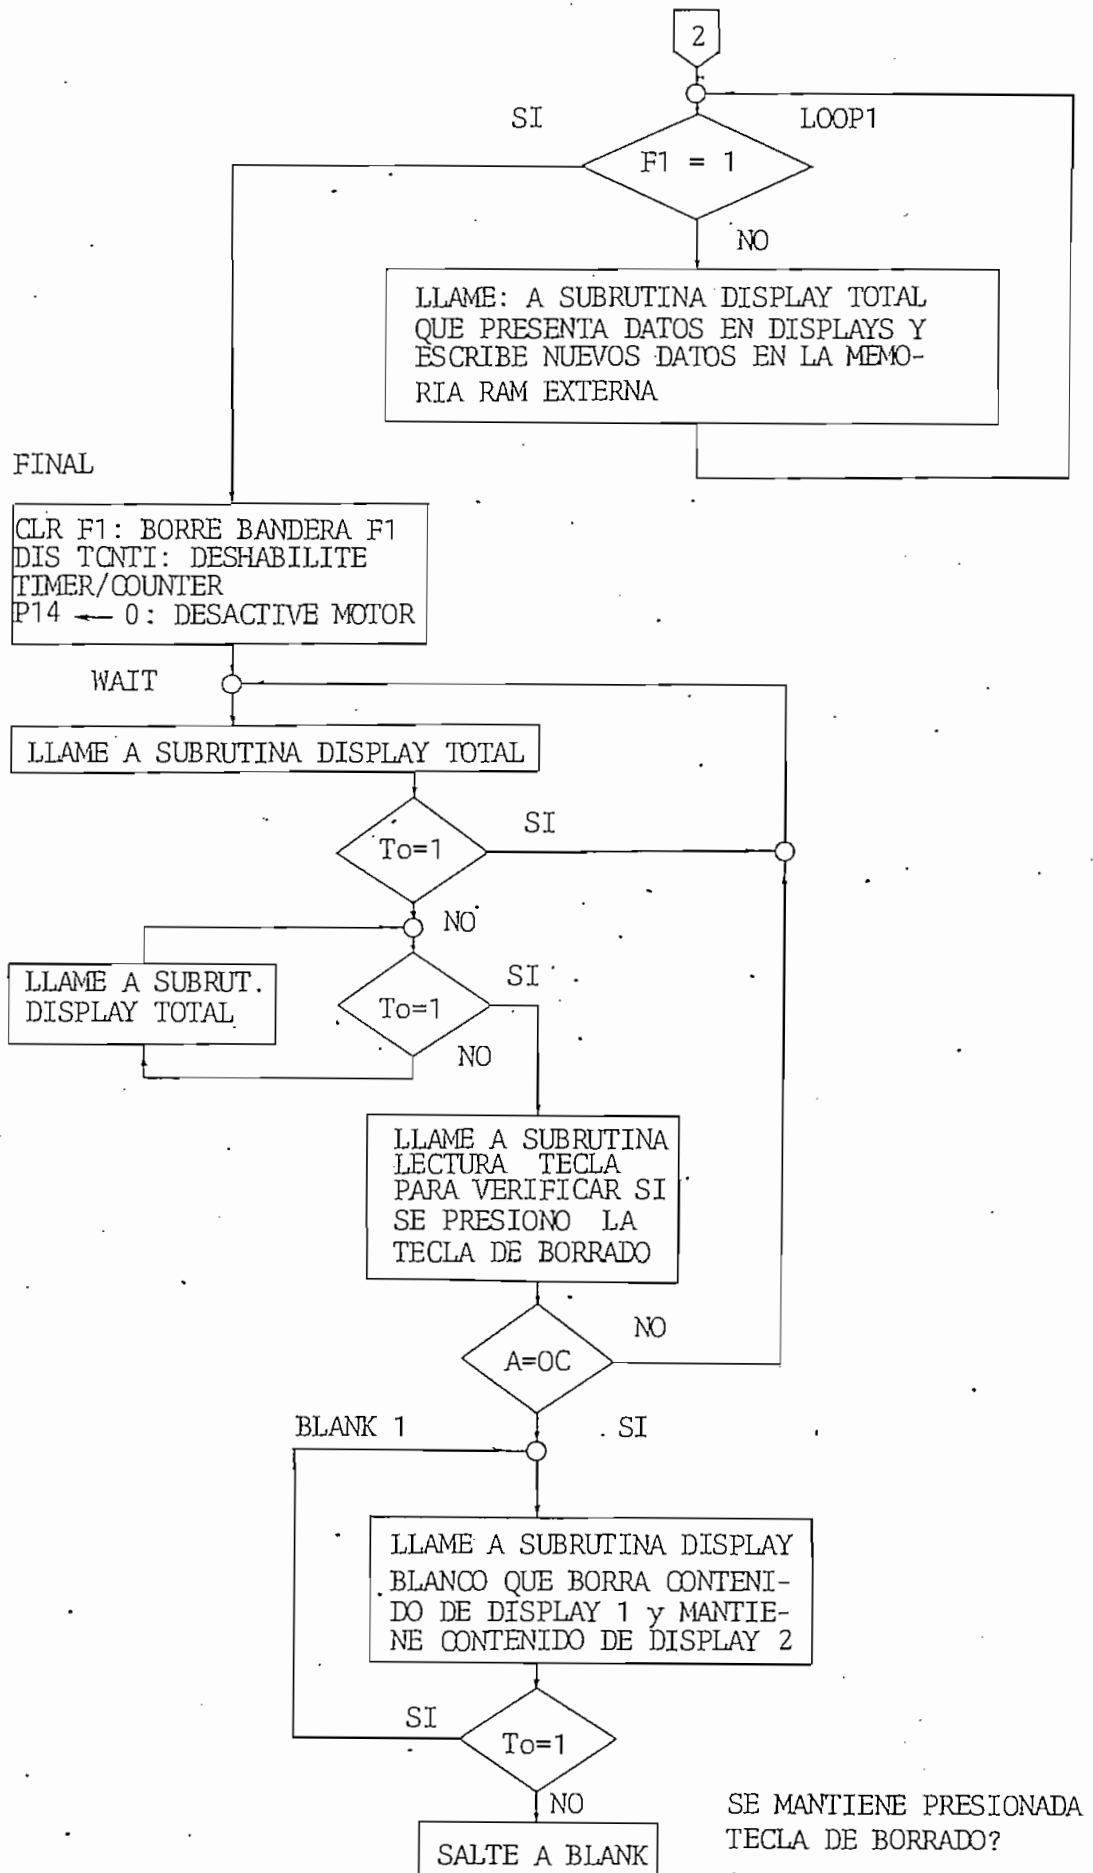 2
SI
LOOP1
F1 = 1
NO
LLAME: A SUBRUTINA DISPLAY TOTAL
QUE PRESENTA DATOS EN DISPLAYS Y
ESCRIBE NUEVOS DATOS EN LA MEMO-
RIA RAM EXTERNA
FINAL
CLR F1: BORRE BANDERA F1
DIS TCNTI: DESHABILITE
TIMER/COUNTER
P14 ← 0: DESACTIVE MOTOR
WAIT
LLAME A SUBRUTINA DISPLAY TOTAL
To=1
SI
NO
LLAME A SUBRUT.
DISPLAY TOTAL
To=1
SI
NO
LLAME A SUBRUTINA
LECTURA TECLA
PARA VERIFICAR SI
SE PRESIONO LA
TECLA DE BORRADO
A=OC
NO
BLANK 1
SI
LLAME A SUBRUTINA DISPLAY
BLANCO QUE BORRA CONTENI-
DO DE DISPLAY 1 y MANTIE-
NE CONTENIDO DE DISPLAY 2
SI
To=1
NO
SE MANTIENE PRESIONADA
TECLA DE BORRADO?
SALTE A BLANK